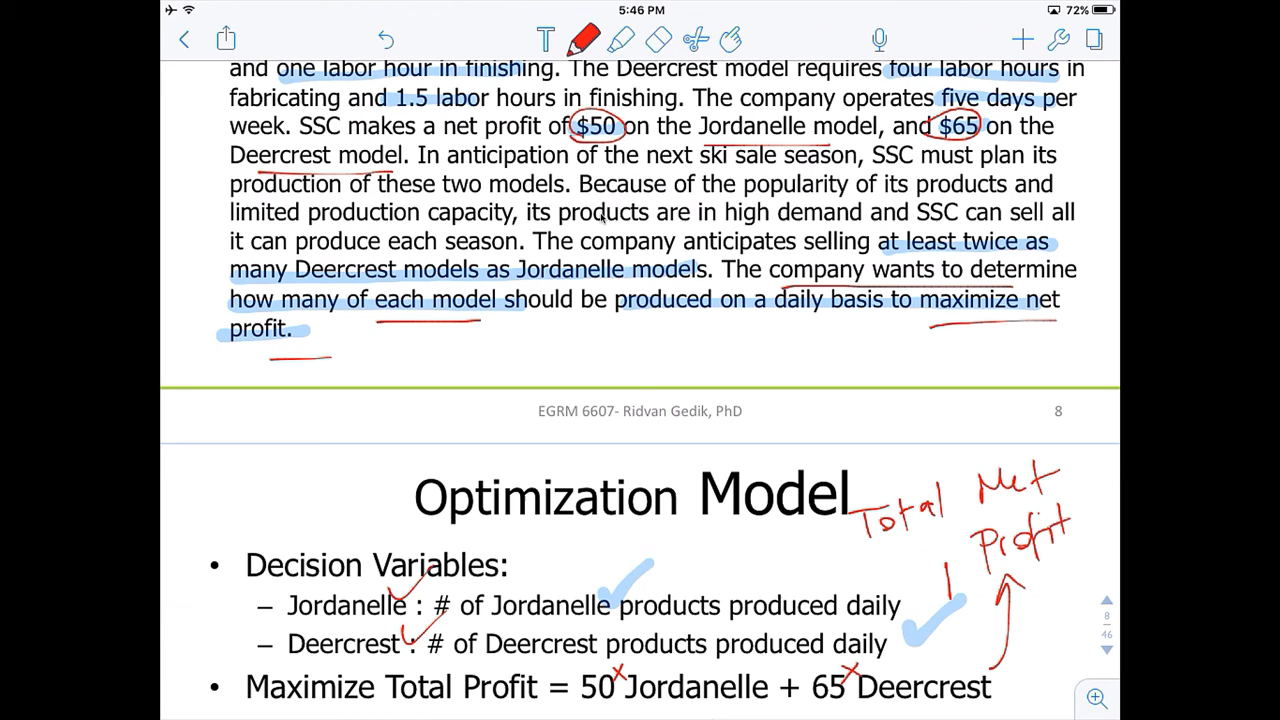 5:46 PM
72%
T
and one labor hour in finishing. The Deercrest model requires four labor hours in
fabricating and 1.5 labor hours in finishing. The company operates five days per
week. SSC makes a net profit of $50 on the Jordanelle model, and $65 on the
Deercrest model. In anticipation of the next ski sale season, SSC must plan its
production of these two models. Because of the popularity of its products and
limited production capacity, its products are in high demand and SSC can sell all
it can produce each season. The company anticipates selling at least twice as
many Deercrest models as Jordanelle models. The company wants to determine
how many of each model should be produced on a daily basis to maximize net
profit.
EGRM 6607- Ridvan Gedik, PhD
8
Optimization Model
Total Net
Profit
• Decision Variables:
– Jordanelle : # of Jordanelle products produced daily
– Deercrest : # of Deercrest products produced daily
8
46
• Maximize Total Profit = 50 x Jordanelle + 65 x Deercrest